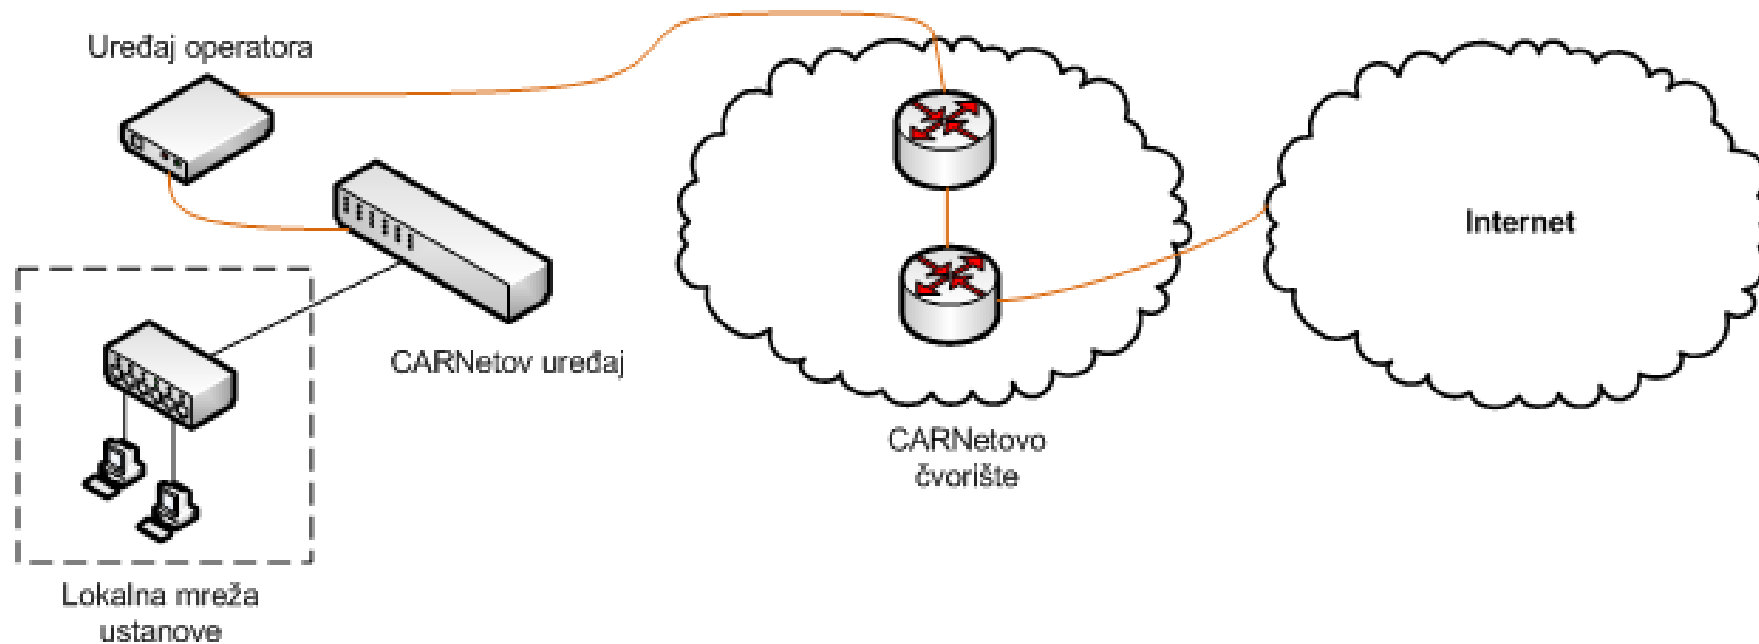 Uređaj operatora
Internet
CARNetov uređaj
CARNetovo
čvorište
Lokalna mreža
ustanove